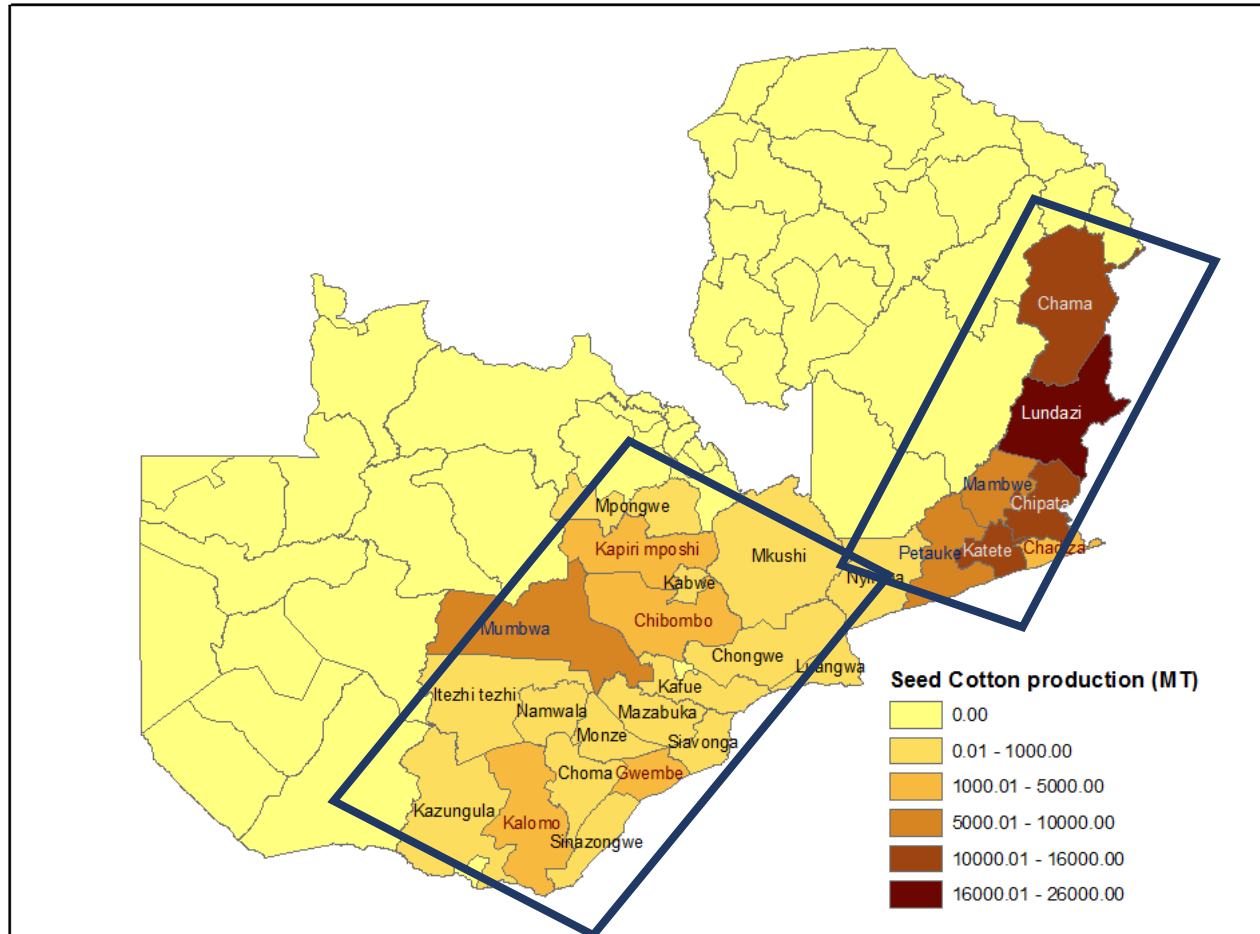 Chama
Lundazi
Mambwe
Chipata
Mpongwe
Kapiri mposhi
Mkushi
Petauke
Katete
Chadiza
Kabwe
Chibombo
Mumbwa
Chongwe
Luangwa
Itezhi tezhi
Kafue
Namwala
Mazabuka
Monze
Siavonga
Choma
Gwembe
Kazungula
Kalomo
Sinazongwe
Seed Cotton production (MT)
0.00
0.01 - 1000.00
1000.01 - 5000.00
5000.01 - 10000.00
10000.01 - 16000.00
16000.01 - 26000.00